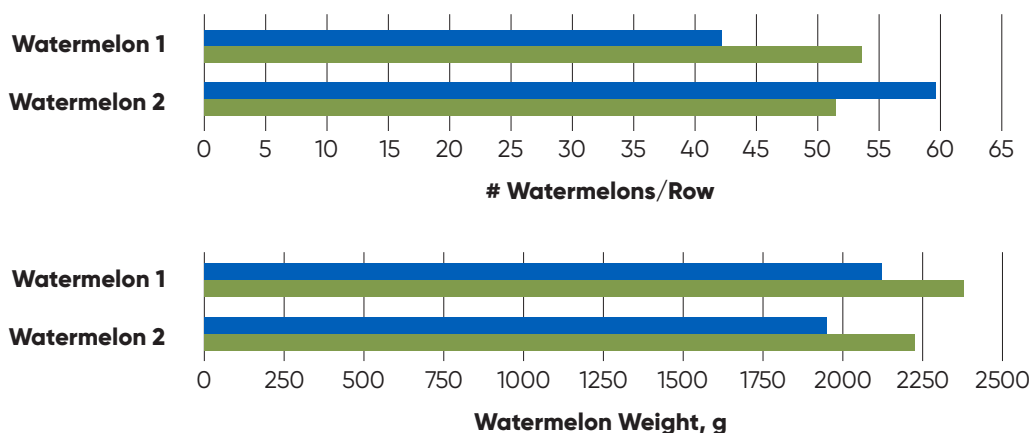 Watermelon 1
Watermelon 2
0 5 10 15 20 25 30 35 40 45 50 55 60 65
# Watermelons/Row
Watermelon 1
Watermelon 2
0 250 500 750 1000 1250 1500 1750 2000 2250 2500
Watermelon Weight, g